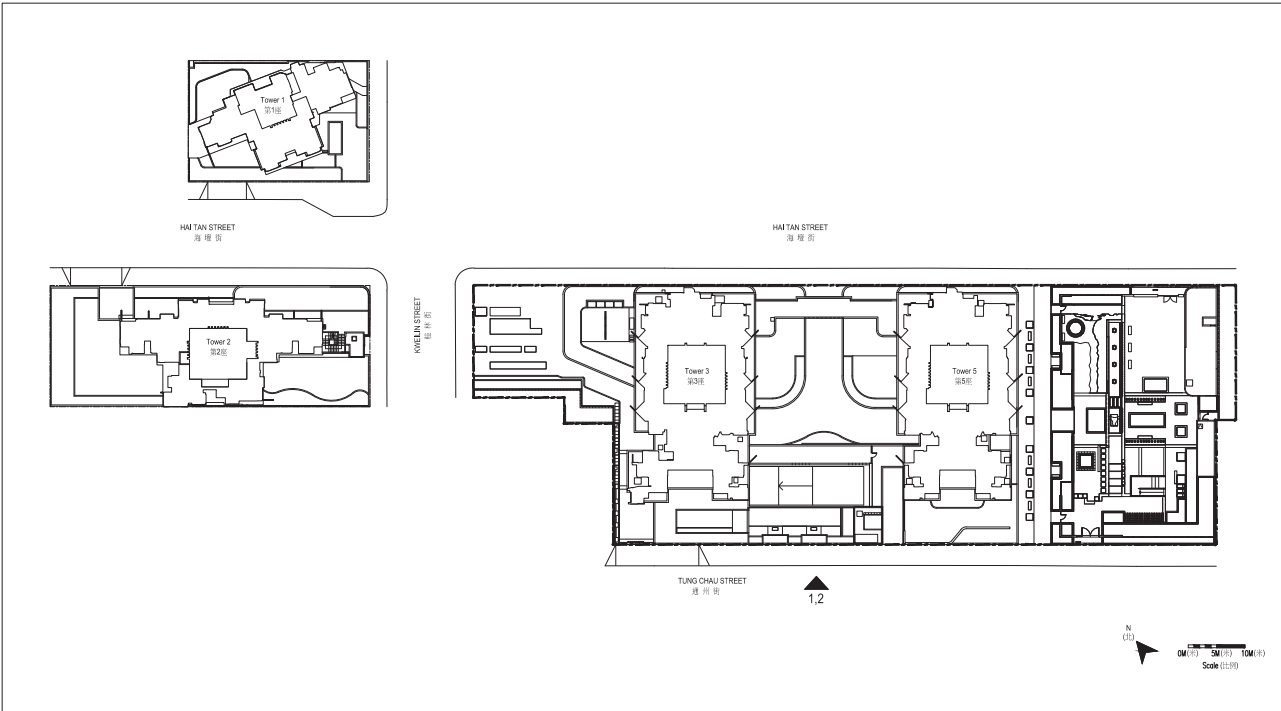 Tower 1
第1座
HAI TAN STREET
海壇街
HAI TAN STREET
海壇街
KWEILIN STREET
桂林街
Tower 2
第2座
Tower 3
第3座
Tower 5
第5座
TUNG CHAU STREET
通州街
1,2
N
(北)
0M(米) 5M(米) 10M(米)
Scale (比例)